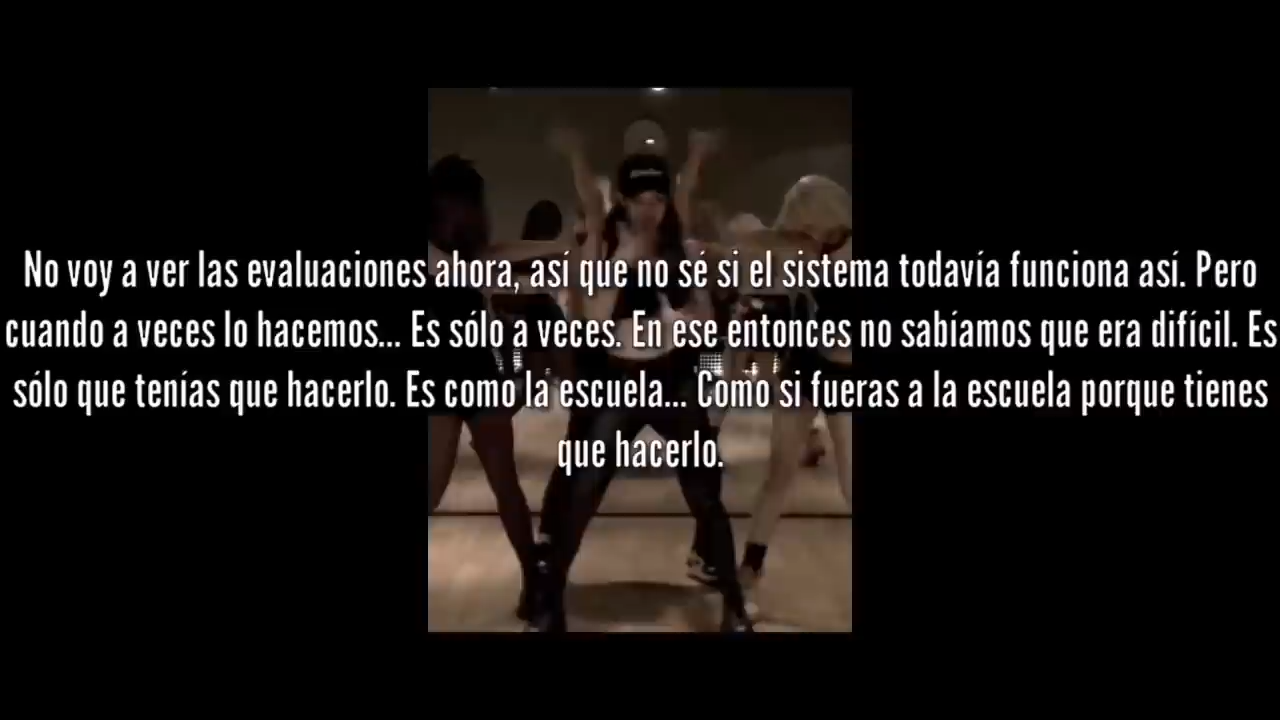 No voy a ver las evaluaciones ahora, así que no sé si el sistema todavía funciona así. Pero
cuando a veces lo hacemos... Es sólo a veces. En ese entonces no sabíamos que era difícil. Es
sólo que tenías que hacerlo. Es como la escuela... Como si fueras a la escuela porque tienes
que hacerlo.